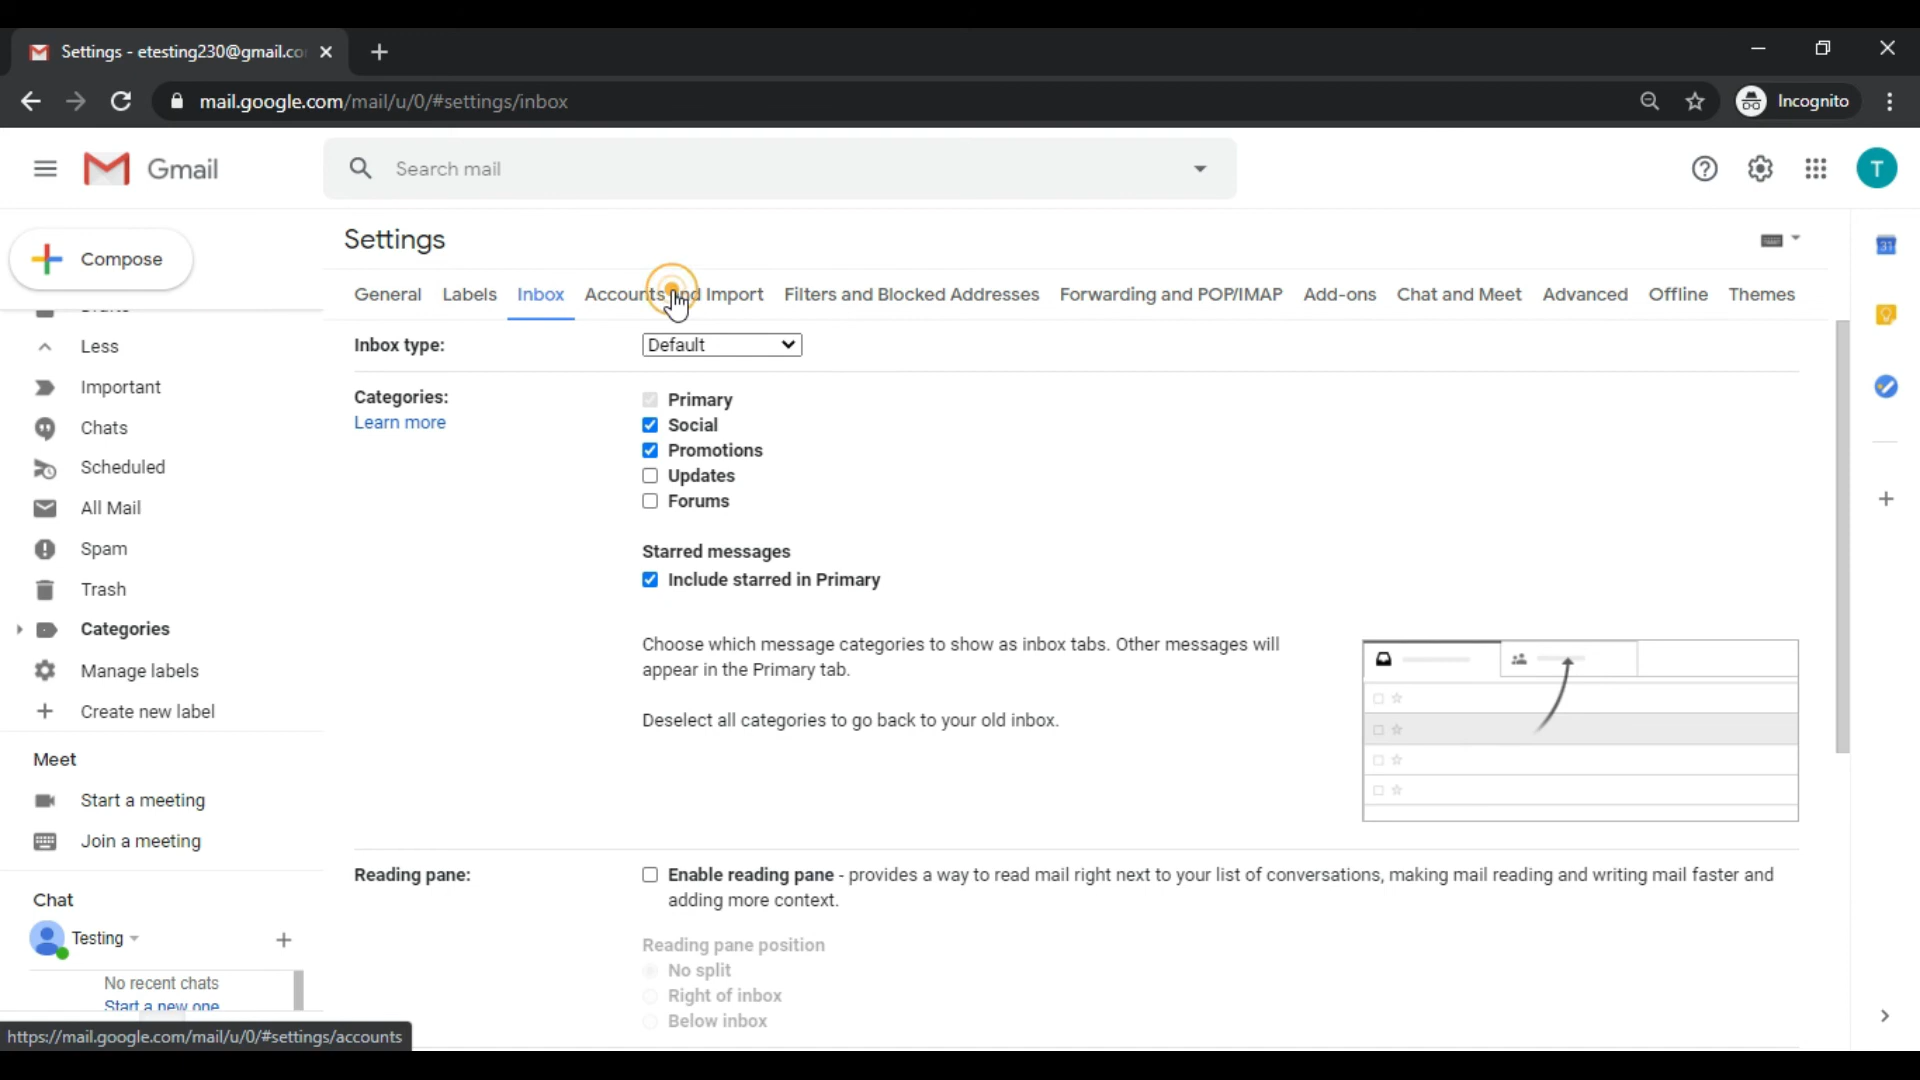 Settings - etesting230@gmail.co
mail.google.com/mail/u/0/#settings/inbox
Incognito
Gmail
Search mail
T
Compose
Settings
General Labels Inbox Accounts and Import Filters and Blocked Addresses Forwarding and POP/IMAP Add-ons Chat and Meet Advanced Offline Themes
31
Drafts
Less
Important
Chats
Scheduled
All Mail
Spam
Trash
Categories
Manage labels
Create new label
Meet
Start a meeting
Join a meeting
Chat
Testing
No recent chats
Start a new one
https://mail.google.com/mail/u/0/#settings/accounts
Inbox type:
Default
Categories:
Learn more
Primary
Social
Promotions
Updates
Forums
Starred messages
Include starred in Primary
Choose which message categories to show as inbox tabs. Other messages will
appear in the Primary tab.
Deselect all categories to go back to your old inbox.
Reading pane:
Enable reading pane - provides a way to read mail right next to your list of conversations, making mail reading and writing mail faster and
adding more context.
Reading pane position
No split
Right of inbox
Below inbox